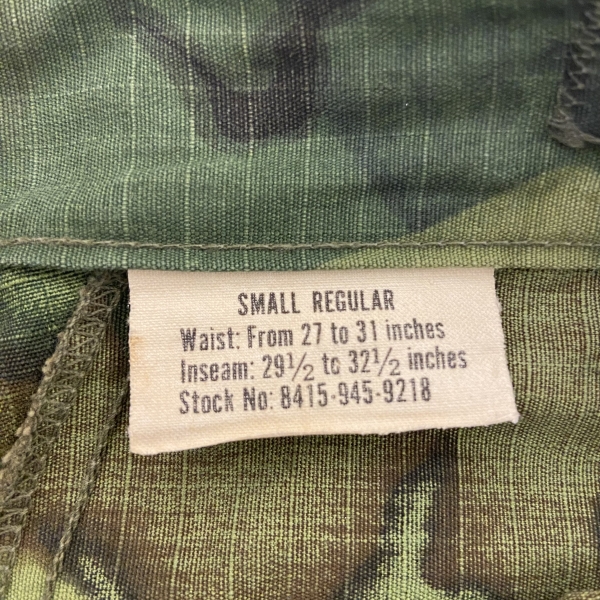 SMALL REGULAR
Waist: From 27 to 31 inches
Inseam: 29½ to 32½ inches
Stock No: 8415-945-9218